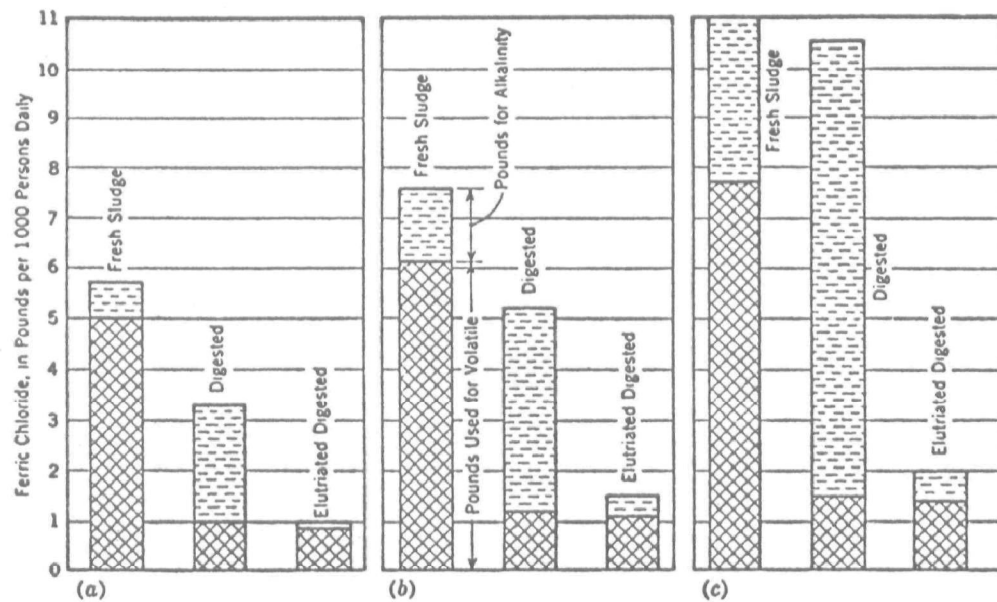 Ferric Chloride, in Pounds per 1000 Persons Daily
11
10
9
8
7
6
5
4
3
2
1
0
Fresh Sludge
Digested
Elutriated Digested
(a)
Fresh Sludge
Pounds for Alkalinity
Pounds Used for Volatile
Digested
Elutriated Digested
(b)
Fresh Sludge
Digested
Elutriated Digested
(c)